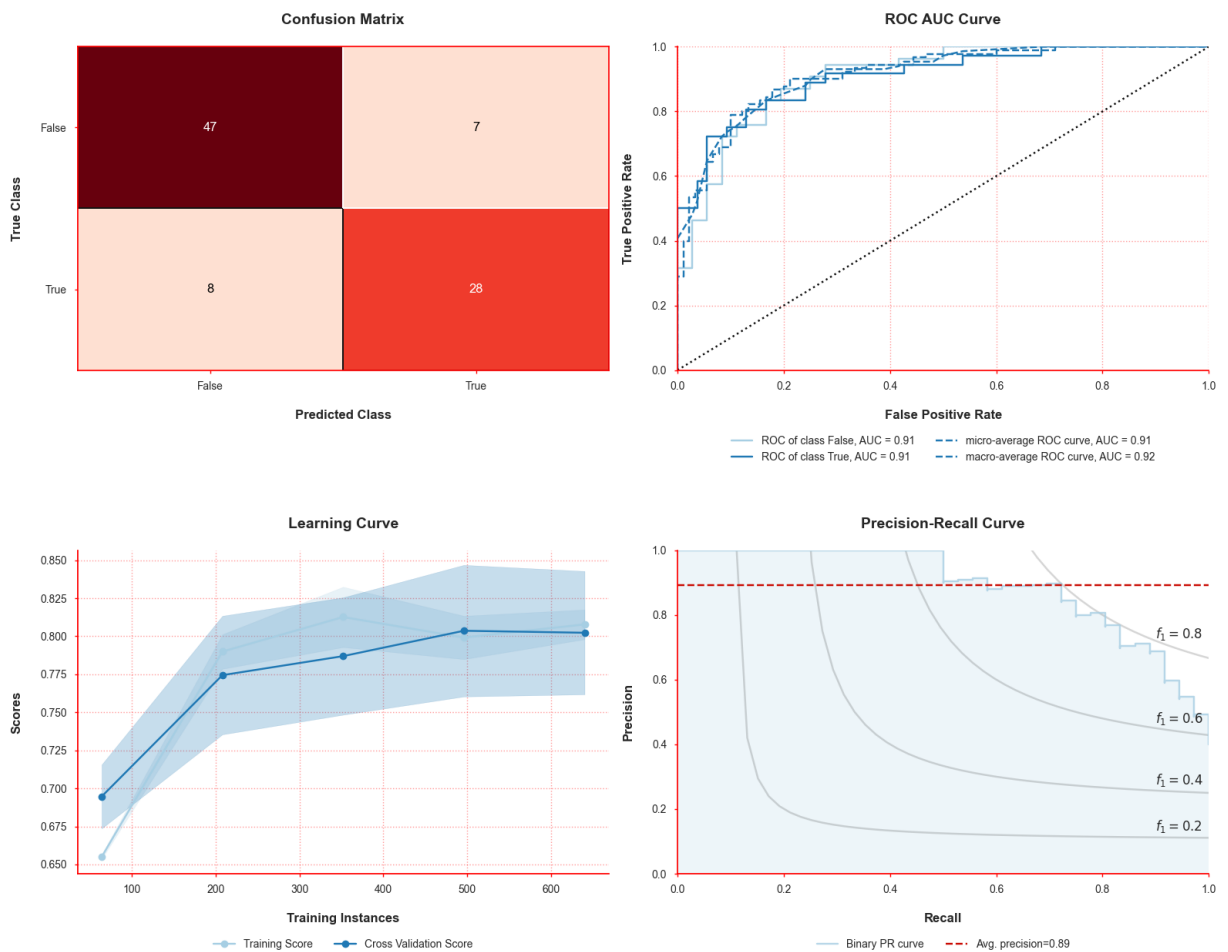 Confusion Matrix
False
True
True Class
47
7
8
28
False
True
Predicted Class
ROC AUC Curve
True Positive Rate
1.0
0.8
0.6
0.4
0.2
0.0
0.0
0.2
0.4
0.6
0.8
1.0
False Positive Rate
ROC of class False, AUC = 0.91
ROC of class True, AUC = 0.91
micro-average ROC curve, AUC = 0.91
macro-average ROC curve, AUC = 0.92
Learning Curve
Scores
0.850
0.825
0.800
0.775
0.750
0.725
0.700
0.675
0.650
100
200
300
400
500
600
Training Instances
Training Score
Cross Validation Score
Precision-Recall Curve
Precision
1.0
0.8
0.6
0.4
0.2
0.0
f₁ = 0.8
f₁ = 0.6
f₁ = 0.4
f₁ = 0.2
0.0
0.2
0.4
0.6
0.8
1.0
Recall
Binary PR curve
Avg. precision=0.89